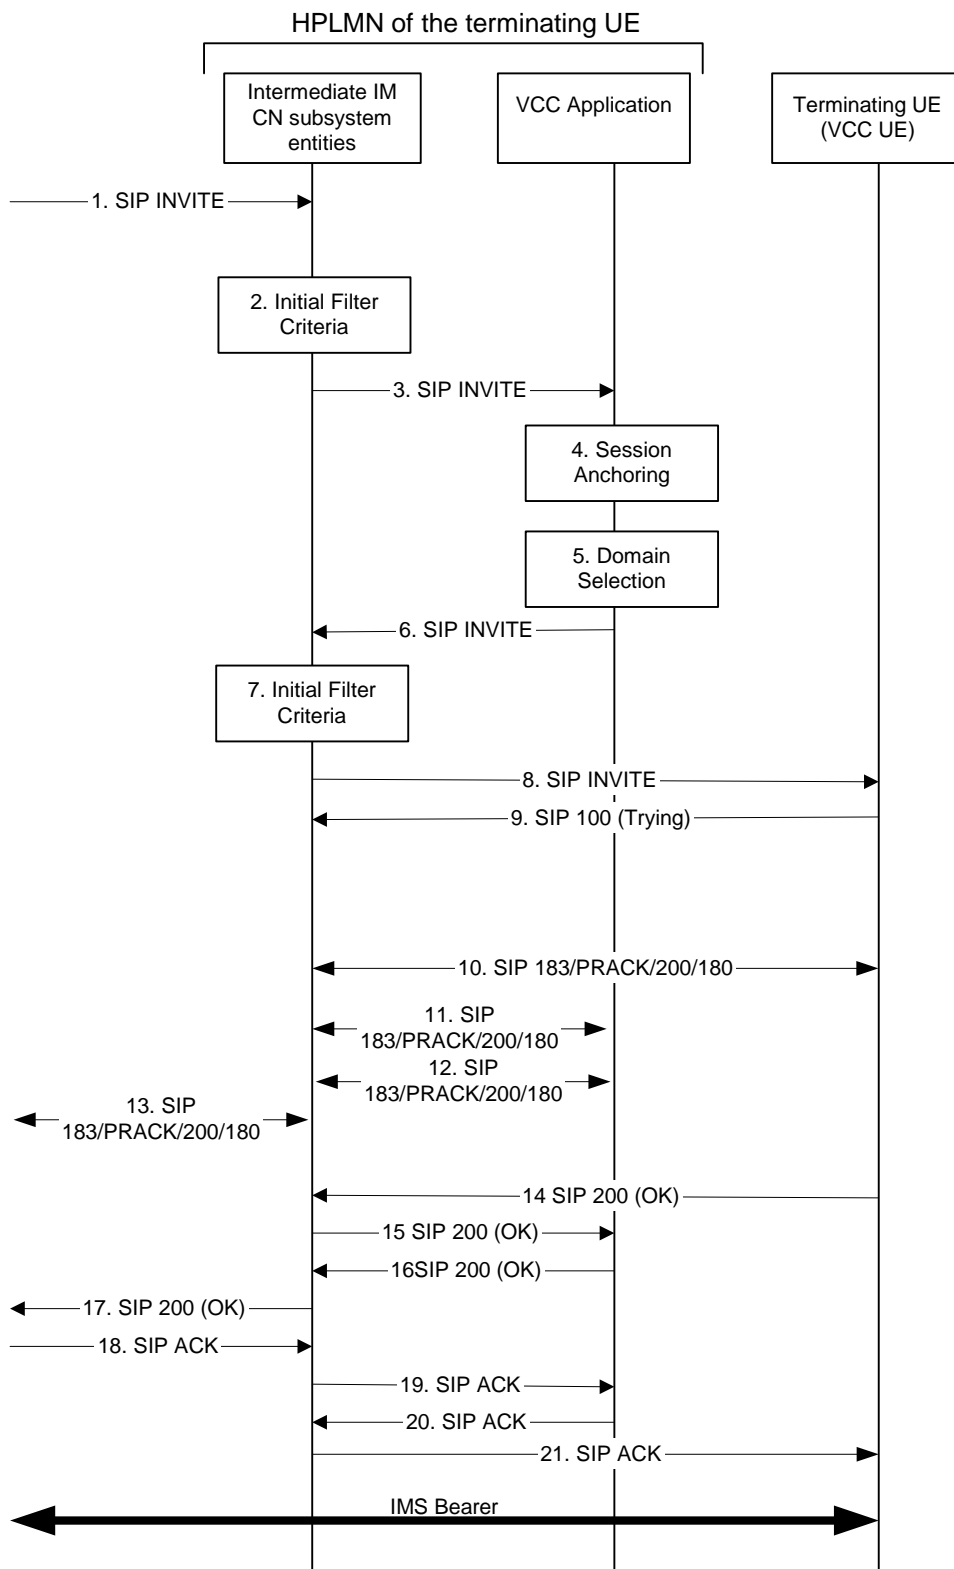 HPLMN of the terminating UE
Intermediate IM
CN subsystem
entities
VCC Application
Terminating UE
(VCC UE)
1. SIP INVITE
2. Initial Filter
Criteria
3. SIP INVITE
4. Session
Anchoring
5. Domain
Selection
6. SIP INVITE
7. Initial Filter
Criteria
8. SIP INVITE
9. SIP 100 (Trying)
10. SIP 183/PRACK/200/180
11. SIP
183/PRACK/200/180
12. SIP
183/PRACK/200/180
13. SIP
183/PRACK/200/180
14 SIP 200 (OK)
15 SIP 200 (OK)
16SIP 200 (OK)
17. SIP 200 (OK)
18. SIP ACK
19. SIP ACK
20. SIP ACK
21. SIP ACK
IMS Bearer